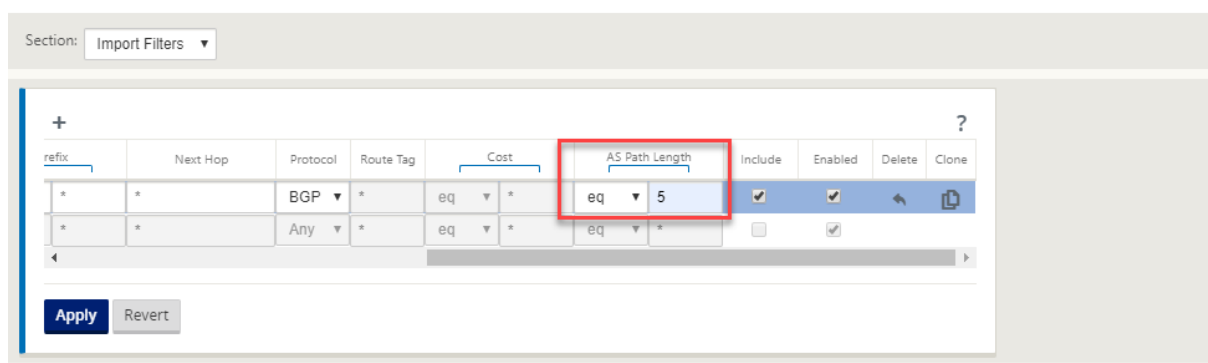 Section: Import Filters ▼
+ ?
refix Next Hop Protocol Route Tag Cost AS Path Length Include Enabled Delete Clone
* * BGP ▼ * eq ▼ * eq ▼ 5
* * Any ▼ * eq ▼ * eq ▼ *
Apply Revert